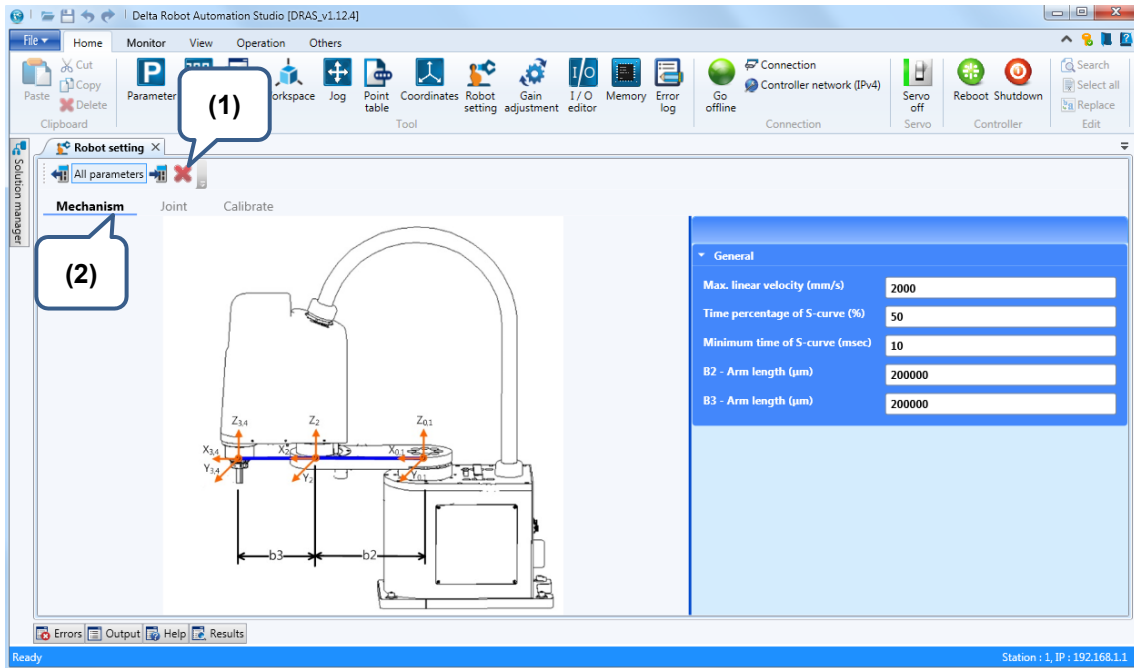 Delta Robot Automation Studio [DRAS_v1.12.4]
File Home Monitor View Operation Others
Paste
Cut
Copy
Delete
Clipboard
Parameter
orkspace
Jog
Point table
Coordinates
Robot setting
Gain adjustment
I/O editor
Memory
Error log
Tool
Go offline
Connection
Controller network (IPv4)
Connection
Servo off
Servo
Reboot
Shutdown
Controller
Search
Select all
Replace
Edit
(1)
Solution manager
Robot setting
All parameters
Mechanism Joint Calibrate
(2)
General
Max. linear velocity (mm/s) 2000
Time percentage of S-curve (%) 50
Minimum time of S-curve (msec) 10
B2 - Arm length (µm) 200000
B3 - Arm length (µm) 200000
Z3,4 Z2 Z0,1
X3,4 X2 X0,1
Y3,4 Y2 Y0,1
b3 b2
Errors Output Help Results
Ready Station : 1, IP : 192.168.1.1